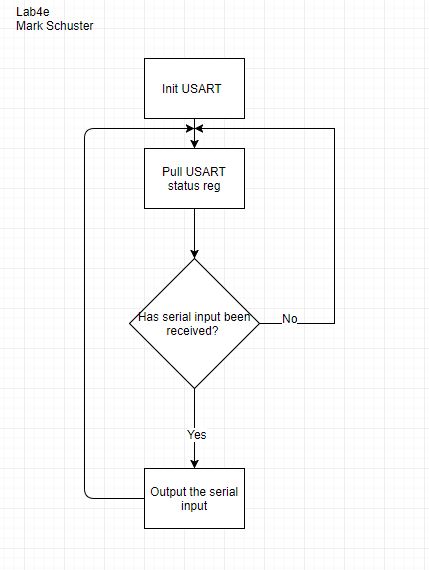 Lab4e
Mark Schuster
Init USART
Pull USART
status reg
Has serial input been
received?
No
Yes
Output the serial
input